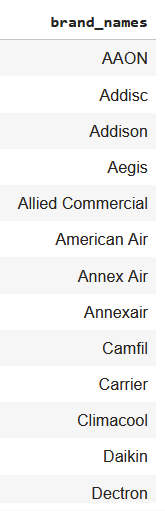 brand_names
AAON
Addisc
Addison
Aegis
Allied Commercial
American Air
Annex Air
Annexair
Camfil
Carrier
Climacool
Daikin
Dectron